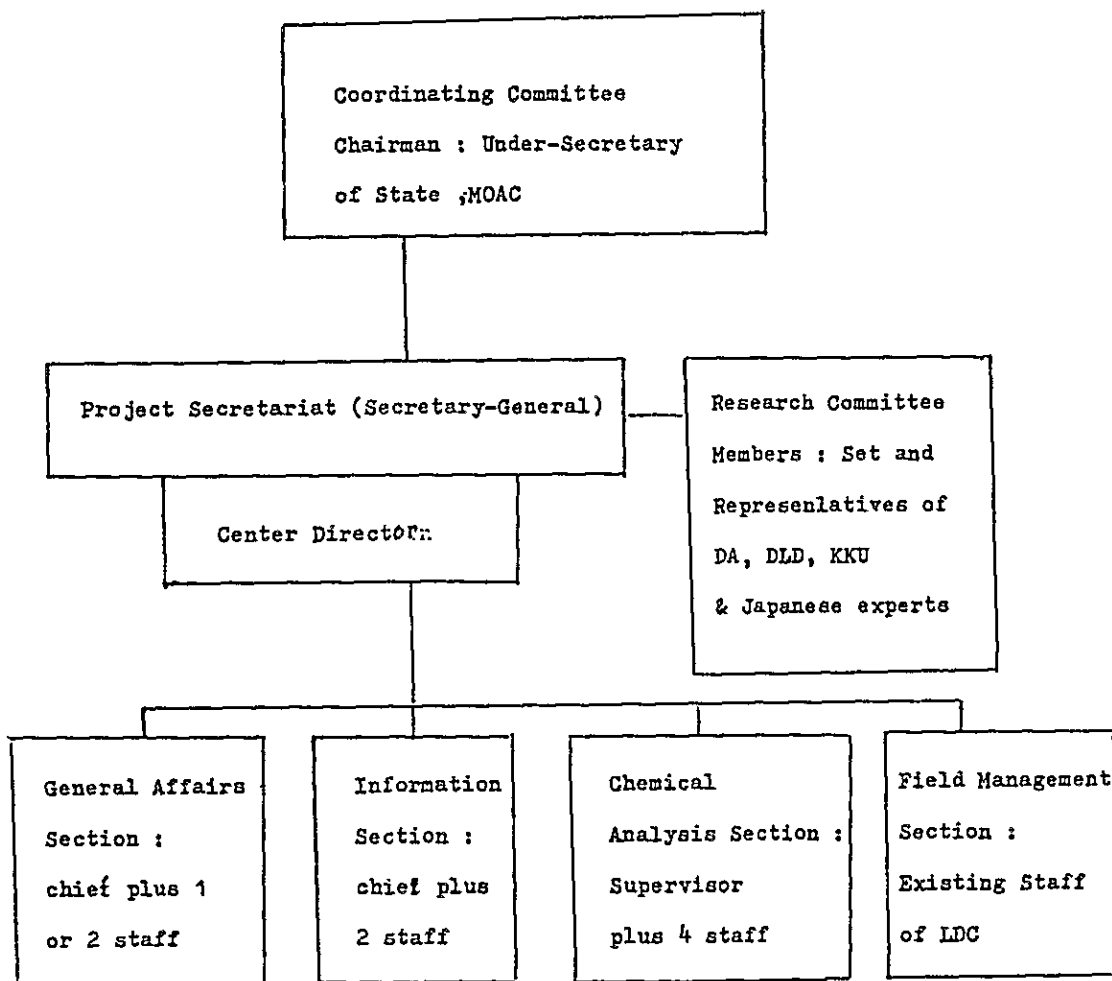 Coordinating Committee
Chairman : Under-Secretary
of State ,MOAC
Project Secretariat (Secretary-General)
Research Committee
Members : Set and
Represenlatives of
DA, DLD, KKU
& Japanese experts
Center Director
General Affairs
Section :
chief plus 1
or 2 staff
Information
Section :
chief plus
2 staff
Chemical
Analysis Section :
Supervisor
plus 4 staff
Field Management
Section :
Existing Staff
of LDC